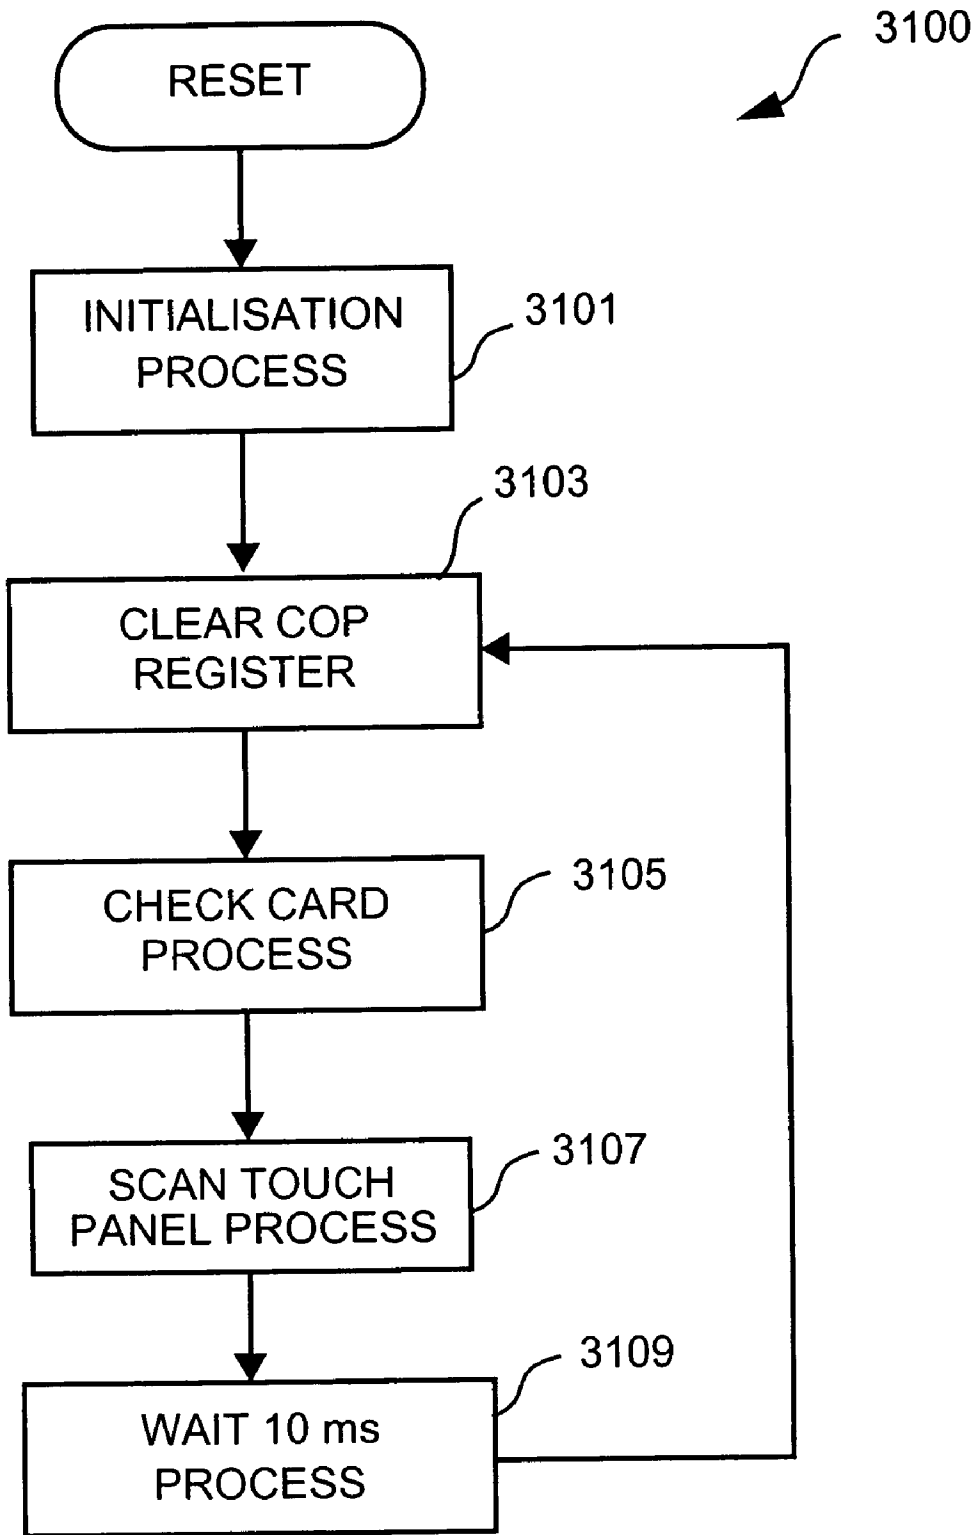 3100
RESET
INITIALISATION
PROCESS
3101
3103
CLEAR COP
REGISTER
3105
CHECK CARD
PROCESS
3107
SCAN TOUCH
PANEL PROCESS
3109
WAIT 10 ms
PROCESS